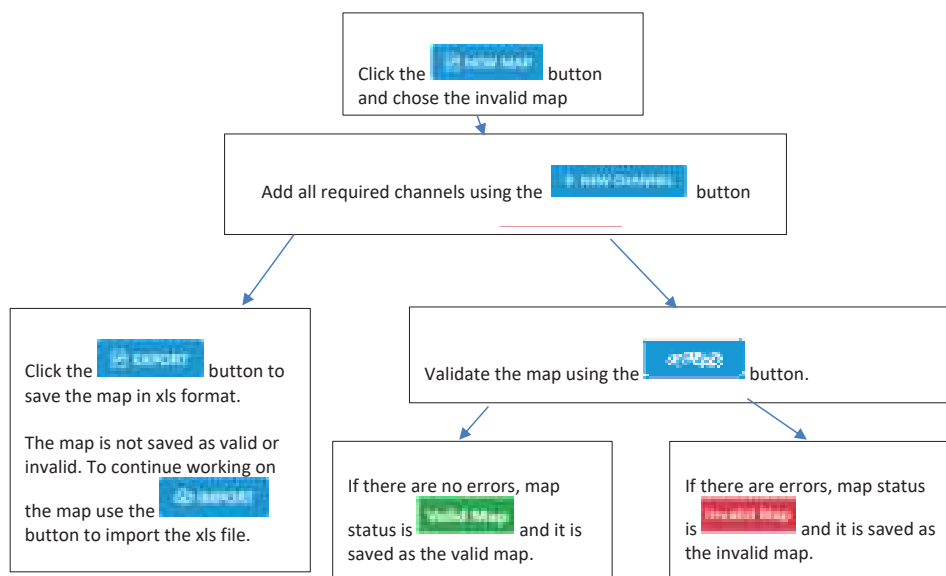 Click the NEW MAP button
and chose the invalid map
Add all required channels using the + NEW CHANNEL button
Click the EXPORT button to
save the map in xls format.
The map is not saved as valid or
invalid. To continue working on
the map use the IMPORT
button to import the xls file.
Validate the map using the button.
If there are no errors, map
status is Valid Map and it is
saved as the valid map.
If there are errors, map status
is Invalid Map and it is saved as
the invalid map.